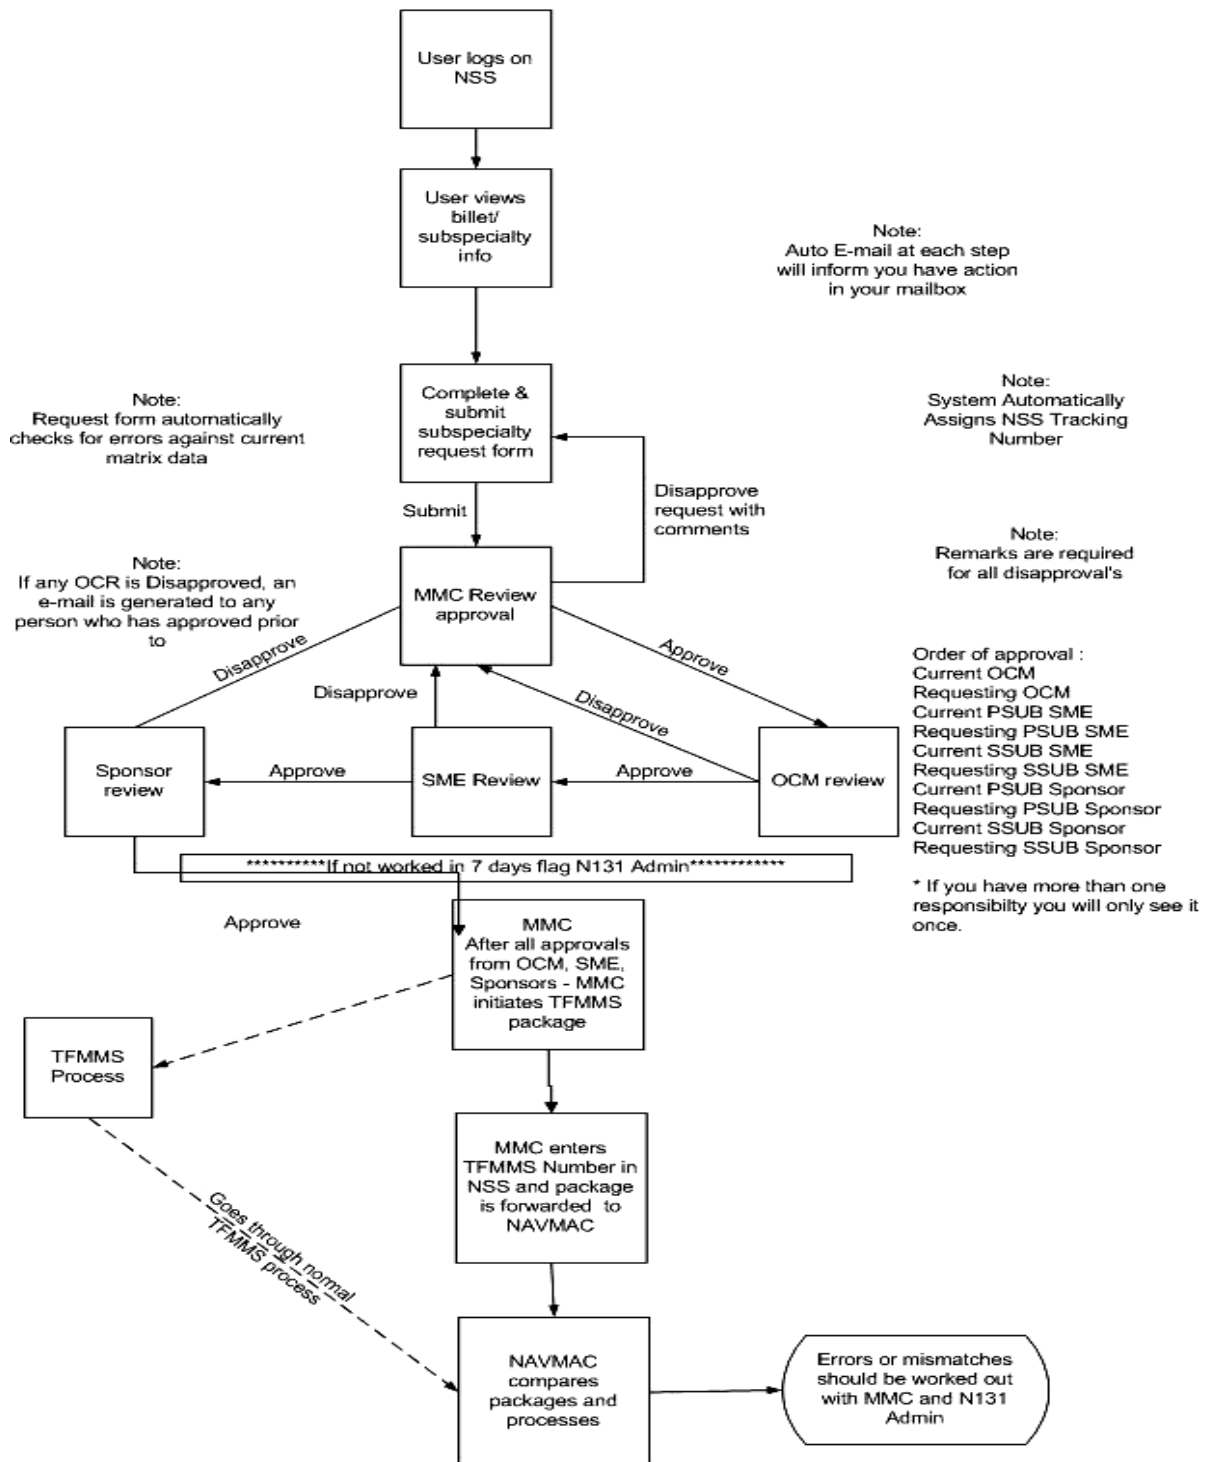 User logs on
NSS
User views
billet/
subspecialty
info
Note:
Auto E-mail at each step
will inform you have action
in your mailbox
Complete &
submit
subspecialty
request form
Note:
Request form automatically
checks for errors against current
matrix data
Note:
System Automatically
Assigns NSS Tracking
Number
Submit
Disapprove
request with
comments
Note:
Remarks are required
for all disapproval's
Note:
If any OCR is Disapproved, an
e-mail is generated to any
person who has approved prior
to
MMC Review
approval
Disapprove
Disapprove
Disapprove
Approve
Order of approval :
Current OCM
Requesting OCM
Current PSUB SME
Requesting PSUB SME
Current SSUB SME
Requesting SSUB SME
Current PSUB Sponsor
Requesting PSUB Sponsor
Current SSUB Sponsor
Requesting SSUB Sponsor
* If you have more than one
responsibilty you will only see it
once.
Sponsor
review
Approve
SME Review
Approve
OCM review
**********If not worked in 7 days flag N131 Admin************
Approve
MMC
After all approvals
from OCM, SME,
Sponsors - MMC
initiates TFMMS
package
TFMMS
Process
MMC enters
TFMMS Number in
NSS and package
is forwarded to
NAVMAC
Goes through normal
TFMMS process
NAVMAC
compares
packages and
processes
Errors or mismatches
should be worked out
with MMC and N131
Admin